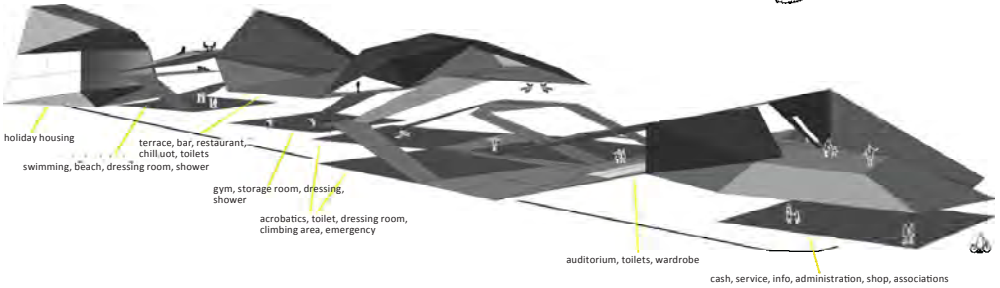 holiday housing
terrace, bar, restaurant,
chill,uot, toilets
swimming, beach, dressing room, shower
gym, storage room, dressing,
shower
acrobatics, toilet, dressing room,
climbing area, emergency
auditorium, toilets, wardrobe
cash, service, info, administration, shop, associations